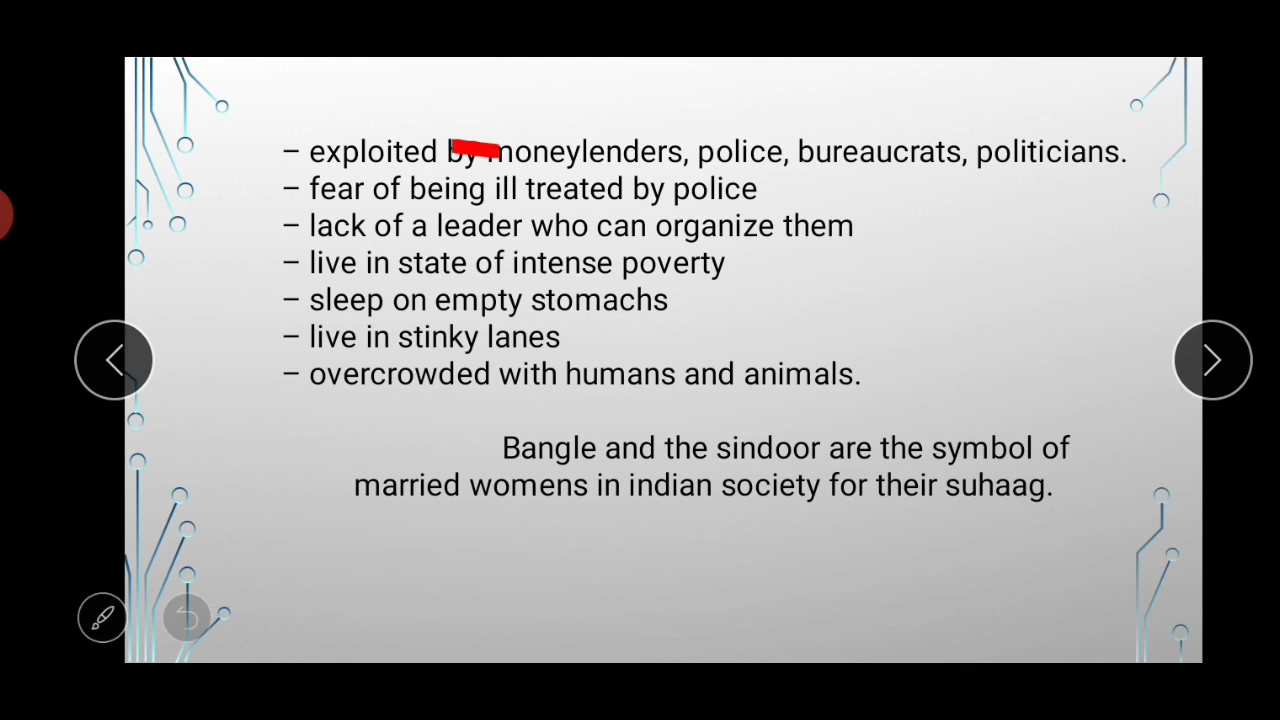 – exploited by moneylenders, police, bureaucrats, politicians.
– fear of being ill treated by police
– lack of a leader who can organize them
– live in state of intense poverty
– sleep on empty stomachs
– live in stinky lanes
– overcrowded with humans and animals.
Bangle and the sindoor are the symbol of
married womens in indian society for their suhaag.